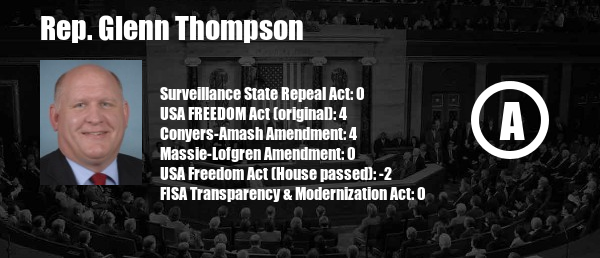 Rep. Glenn Thompson
Surveillance State Repeal Act: 0
USA FREEDOM Act (original): 4
Conyers-Amash Amendment: 4
Massie-Lofgren Amendment: 0
USA Freedom Act (House passed): -2
FISA Transparency & Modernization Act: 0
A